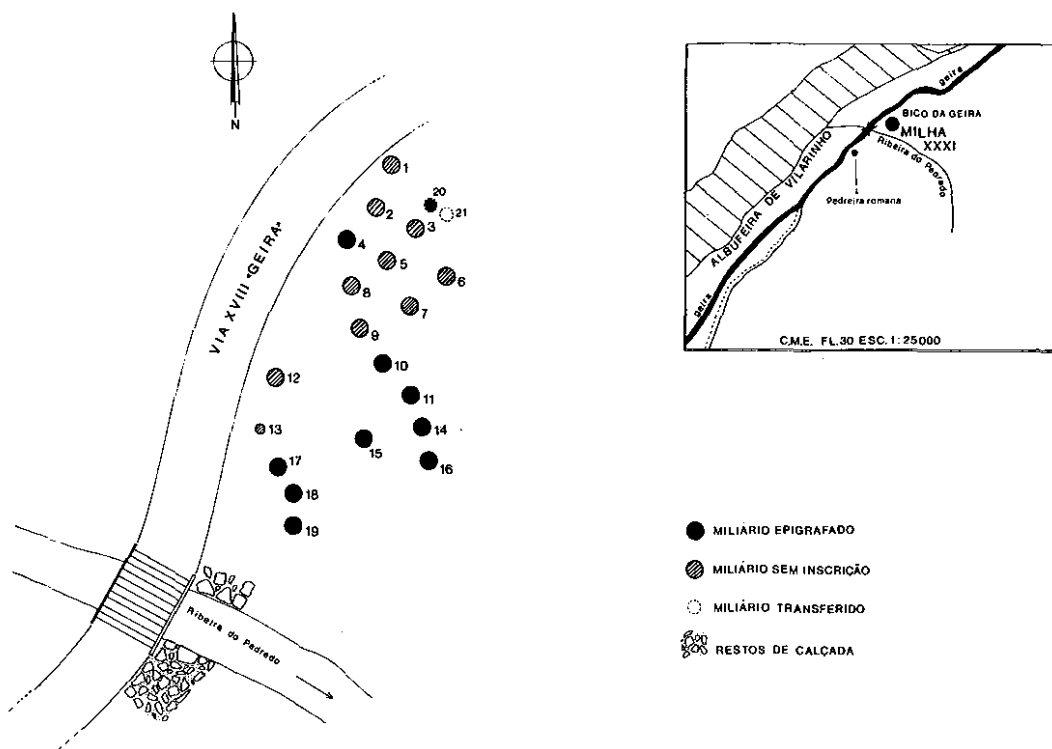 N
VIA XVIII "GEIRA"
1
20
2
21
3
4
5
6
8
7
9
10
12
11
13
14
15
16
17
18
19
Ribeira do Padrado
geira
BICO DA GEIRA
MILHA
XXXI
Ribeira do Padrado
Pedreira romana
ALBUFEIRA DE VILARINHO
geira
C.M.E. FL.30 ESC. 1:25000
MILIÁRIO EPIGRAFADO
MILIÁRIO SEM INSCRIÇÃO
MILIÁRIO TRANSFERIDO
RESTOS DE CALÇADA